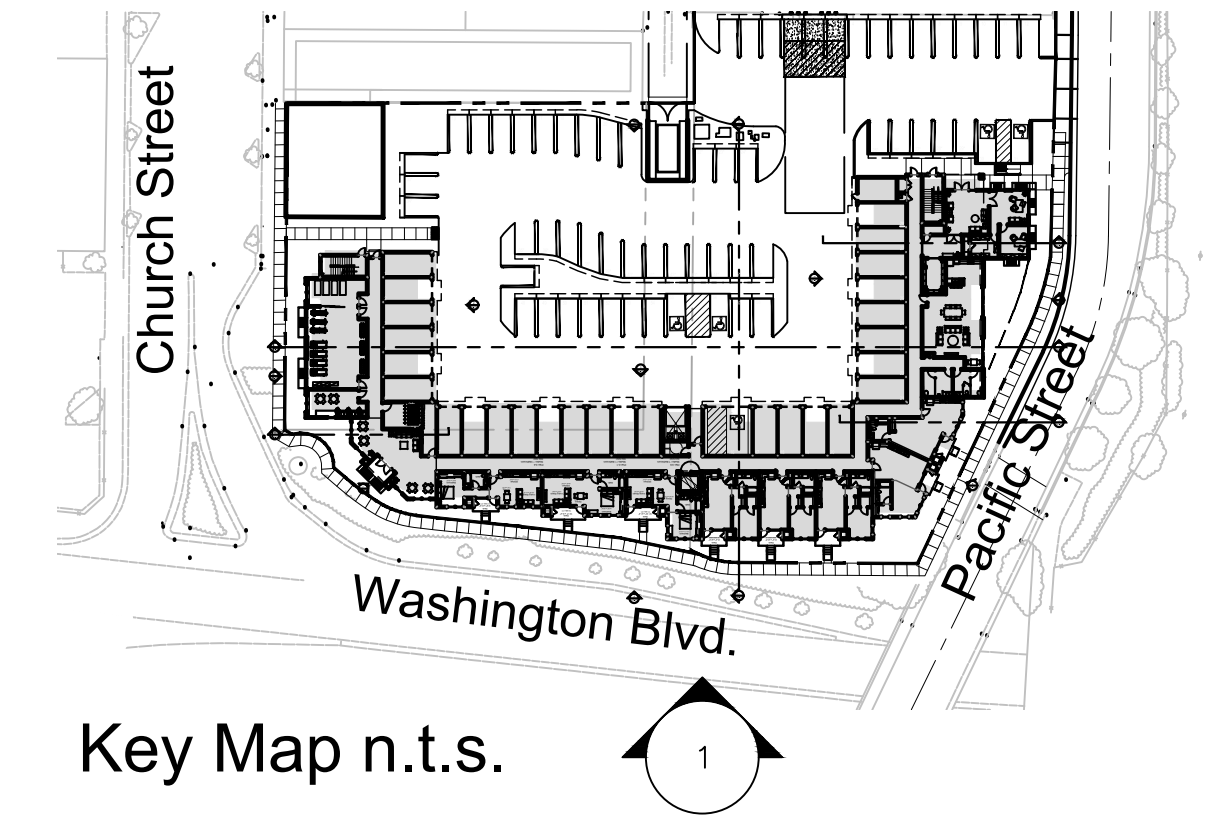 Church Street
Pacific Street
Washington Blvd.
Key Map n.t.s.
1